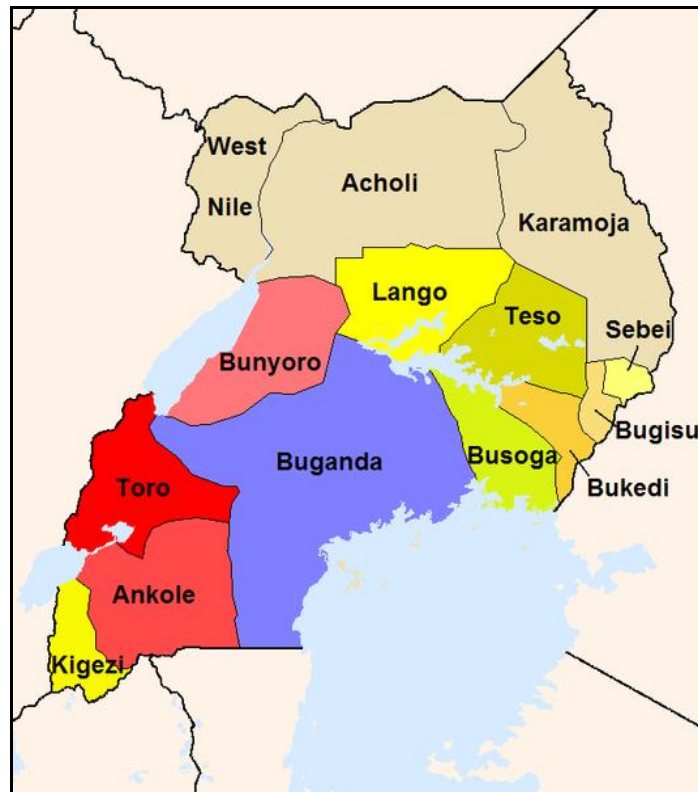 West
Nile
Acholi
Karamoja
Lango
Teso
Sebei
Bunyoro
Bugisu
Buganda
Busoga
Toro
Bukedi
Ankole
Kigezi